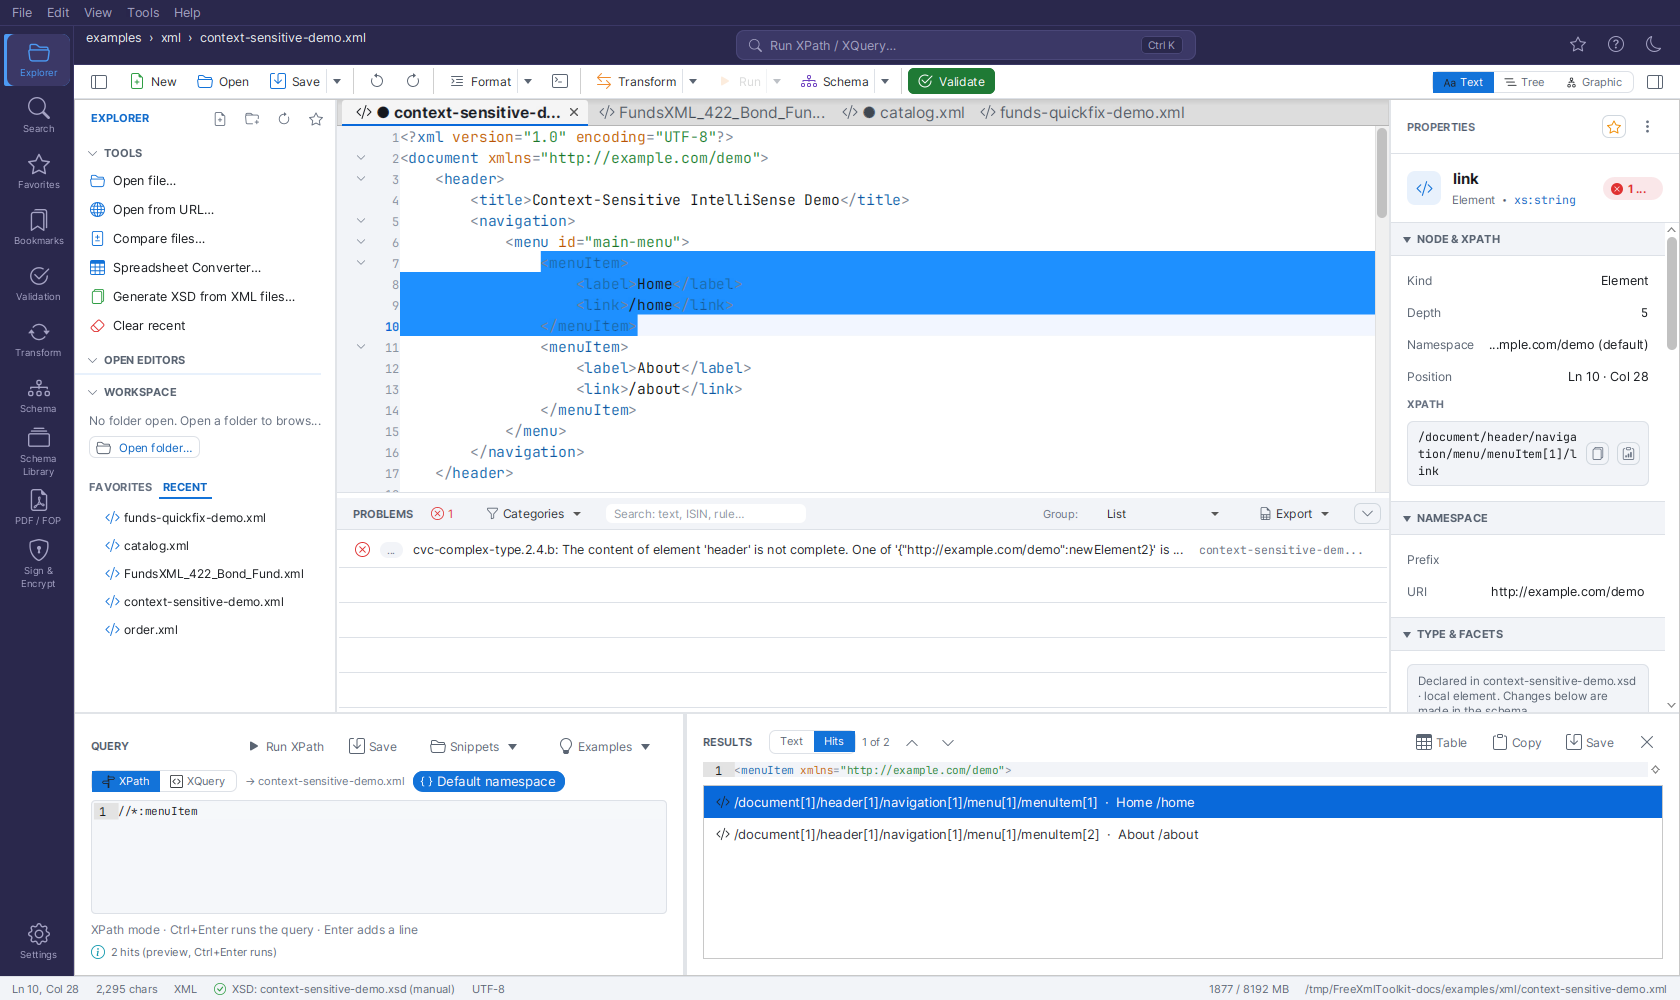 File Edit View Tools Help
examples › xml › context-sensitive-demo.xml
Run XPath / XQuery... Ctrl K
Explorer
Search
Favorites
Bookmarks
Validation
Transform
Schema
Schema Library
PDF / FOP
Sign & Encrypt
Settings
New Open Save Format Transform Run Schema Validate
Aa Text Tree Graphic
EXPLORER
TOOLS
Open file...
Open from URL...
Compare files...
Spreadsheet Converter...
Generate XSD from XML files...
Clear recent
OPEN EDITORS
WORKSPACE
No folder open. Open a folder to brows...
Open folder...
FAVORITES RECENT
funds-quickfix-demo.xml
catalog.xml
FundsXML_422_Bond_Fund.xml
context-sensitive-demo.xml
order.xml
context-sensitive-d... FundsXML_422_Bond_Fun... catalog.xml funds-quickfix-demo.xml
1 <?xml version="1.0" encoding="UTF-8"?>
2 <document xmlns="http://example.com/demo">
3 <header>
4 <title>Context-Sensitive IntelliSense Demo</title>
5 <navigation>
6 <menu id="main-menu">
7 <menuItem>
8 <label>Home</label>
9 <link>/home</link>
10 </menuItem>
11 <menuItem>
12 <label>About</label>
13 <link>/about</link>
14 </menuItem>
15 </menu>
16 </navigation>
17 </header>
PROBLEMS 1 Categories Search: text, ISIN, rule... Group: List Export
... cvc-complex-type.2.4.b: The content of element 'header' is not complete. One of '{"http://example.com/demo":newElement2}' is ... context-sensitive-dem...
PROPERTIES
link
Element • xs:string
1 ...
NODE & XPATH
Kind Element
Depth 5
Namespace ...mple.com/demo (default)
Position Ln 10 · Col 28
XPATH
/document/header/naviga
tion/menu/menuItem[1]/l
ink
NAMESPACE
Prefix
URI http://example.com/demo
TYPE & FACETS
Declared in context-sensitive-demo.xsd
· local element. Changes below are
made in the schema
QUERY Run XPath Save Snippets Examples
XPath XQuery → context-sensitive-demo.xml { } Default namespace
1 //*:menuItem
XPath mode · Ctrl+Enter runs the query · Enter adds a line
2 hits (preview, Ctrl+Enter runs)
RESULTS Text Hits 1 of 2 Table Copy Save
1 <menuItem xmlns="http://example.com/demo">
/document[1]/header[1]/navigation[1]/menu[1]/menuItem[1] · Home /home
/document[1]/header[1]/navigation[1]/menu[1]/menuItem[2] · About /about
Ln 10, Col 28 2,295 chars XML XSD: context-sensitive-demo.xsd (manual) UTF-8 1877 / 8192 MB /tmp/FreeXmlToolkit-docs/examples/xml/context-sensitive-demo.xml